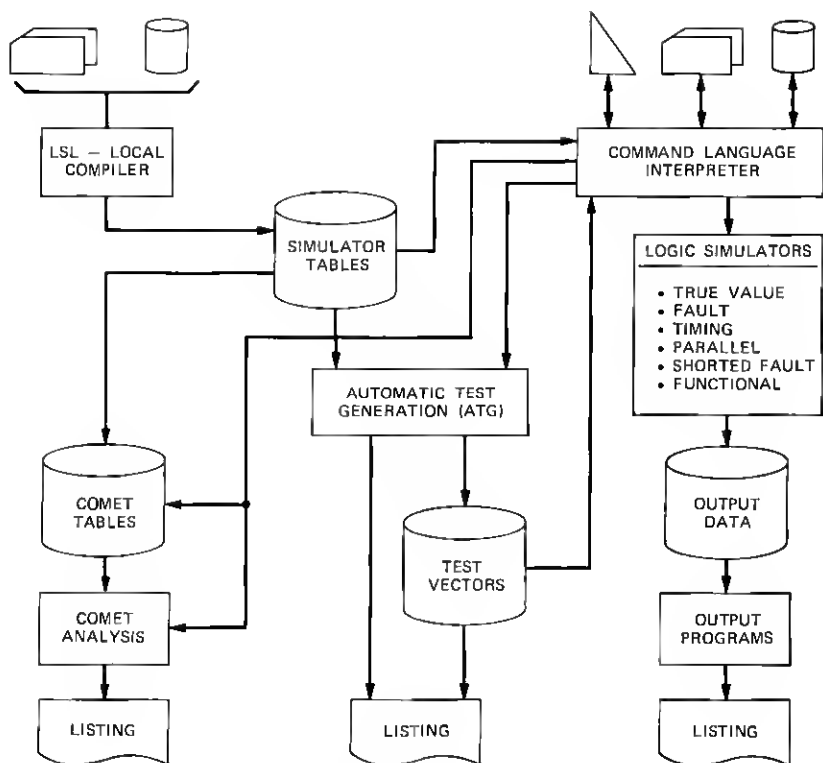 LSL – LOCAL
COMPILER
COMMAND LANGUAGE
INTERPRETER
SIMULATOR
TABLES
LOGIC SIMULATORS
• TRUE VALUE
• FAULT
• TIMING
• PARALLEL
• SHORTED FAULT
• FUNCTIONAL
AUTOMATIC TEST
GENERATION (ATG)
COMET
TABLES
TEST
VECTORS
OUTPUT
DATA
COMET
ANALYSIS
OUTPUT
PROGRAMS
LISTING
LISTING
LISTING